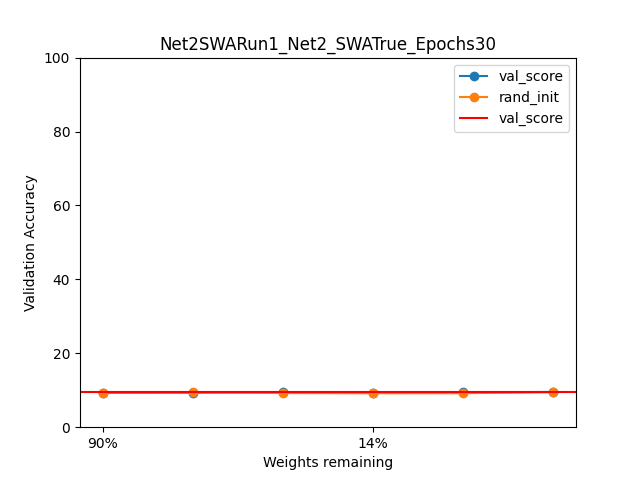 Net2SWARun1_Net2_SWATrue_Epochs30
100
80
60
40
20
0
Validation Accuracy
val_score
rand_init
val_score
90%
14%
Weights remaining